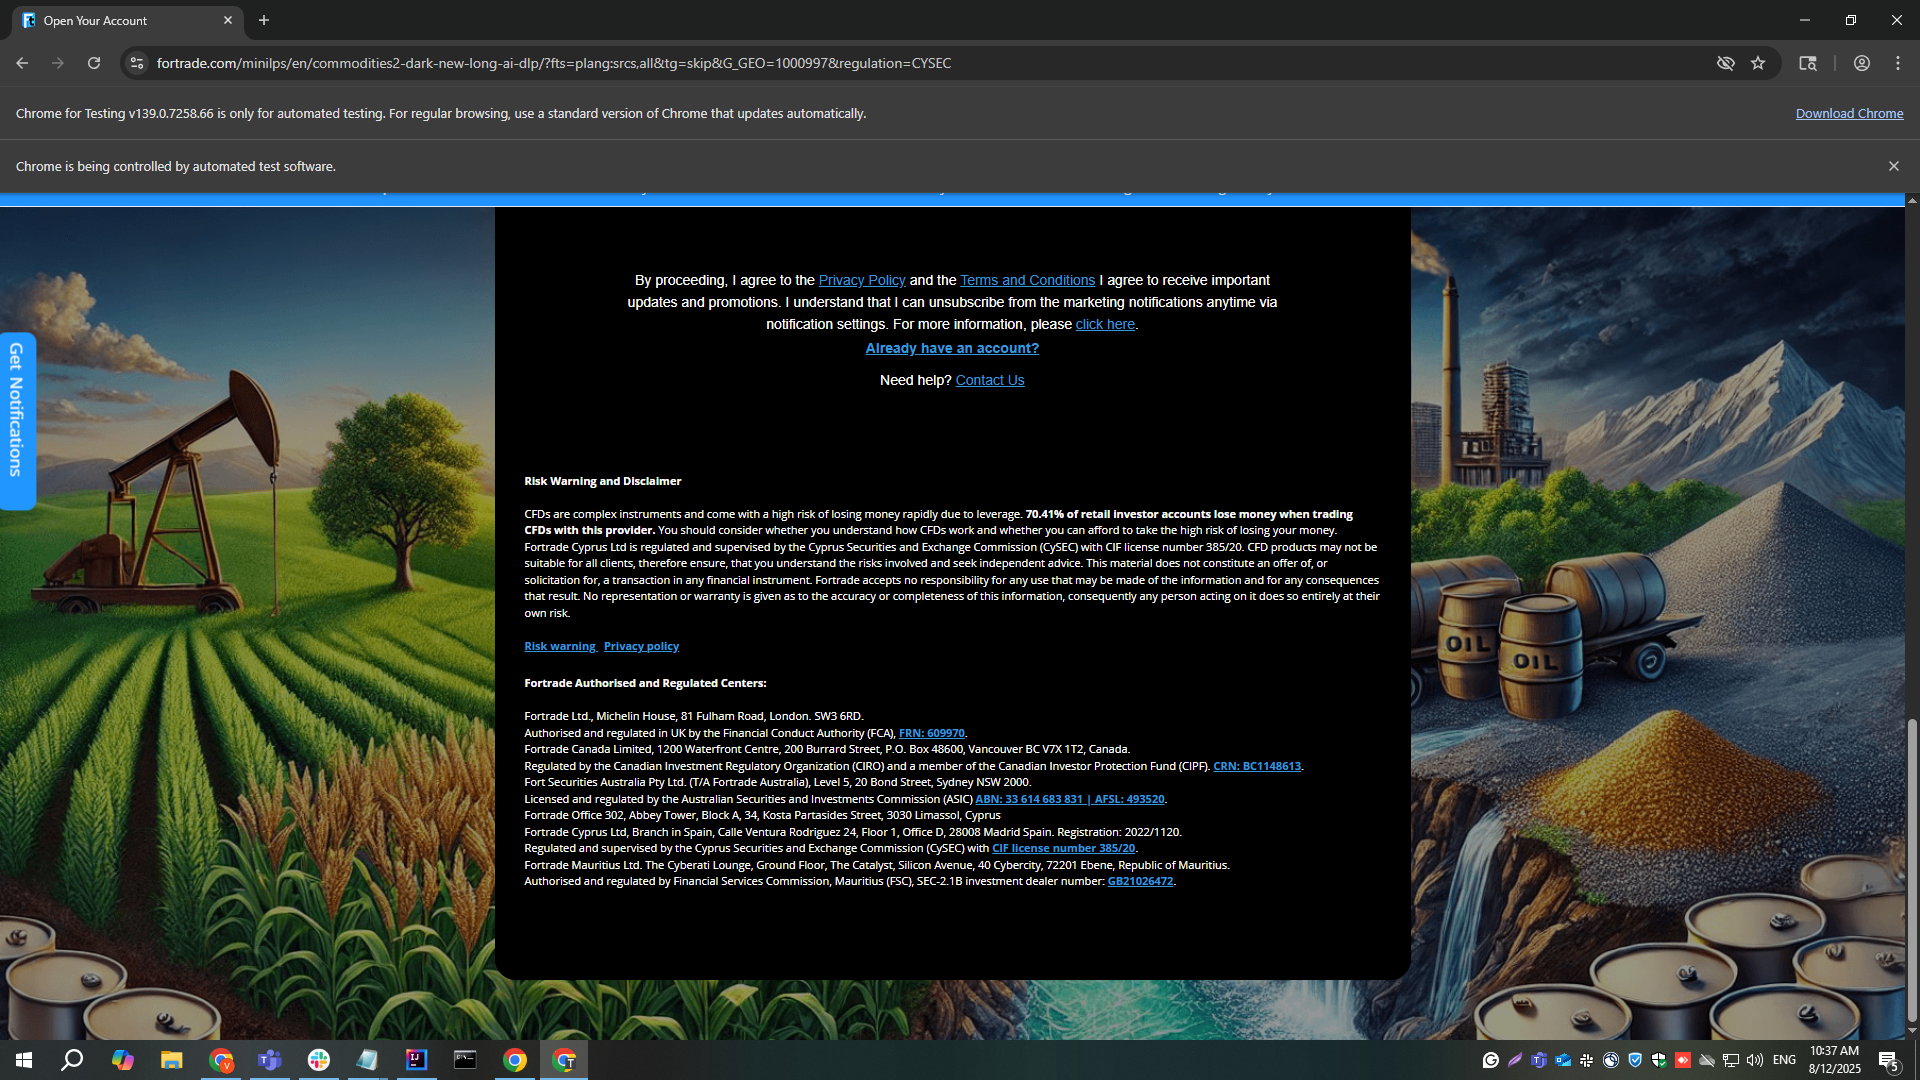 Open Your Account
fortrade.com/minilps/en/commodities2-dark-new-long-ai-dlp/?fts=plang:srcs,all&tg=skip&G_GEO=1000997&regulation=CYSEC
Chrome for Testing v139.0.7258.66 is only for automated testing. For regular browsing, use a standard version of Chrome that updates automatically.
Download Chrome
Chrome is being controlled by automated test software.
Get Notifications
By proceeding, I agree to the Privacy Policy and the Terms and Conditions I agree to receive important
updates and promotions. I understand that I can unsubscribe from the marketing notifications anytime via
notification settings. For more information, please click here.
Already have an account?
Need help? Contact Us
Risk Warning and Disclaimer
CFDs are complex instruments and come with a high risk of losing money rapidly due to leverage. 70.41% of retail investor accounts lose money when trading
CFDs with this provider. You should consider whether you understand how CFDs work and whether you can afford to take the high risk of losing your money.
Fortrade Cyprus Ltd is regulated and supervised by the Cyprus Securities and Exchange Commission (CySEC) with CIF license number 385/20. CFD products may not be
suitable for all clients, therefore ensure, that you understand the risks involved and seek independent advice. This material does not constitute an offer of, or
solicitation for, a transaction in any financial instrument. Fortrade accepts no responsibility for any use that may be made of the information and for any consequences
that result. No representation or warranty is given as to the accuracy or completeness of this information, consequently any person acting on it does so entirely at their
own risk.
Risk warning Privacy policy
Fortrade Authorised and Regulated Centers:
Fortrade Ltd., Michelin House, 81 Fulham Road, London. SW3 6RD.
Authorised and regulated in UK by the Financial Conduct Authority (FCA), FRN: 609970.
Fortrade Canada Limited, 1200 Waterfront Centre, 200 Burrard Street, P.O. Box 48600, Vancouver BC V7X 1T2, Canada.
Regulated by the Canadian Investment Regulatory Organization (CIRO) and a member of the Canadian Investor Protection Fund (CIPF). CRN: BC1148613.
Fort Securities Australia Pty Ltd. (T/A Fortrade Australia), Level 5, 20 Bond Street, Sydney NSW 2000.
Licensed and regulated by the Australian Securities and Investments Commission (ASIC) ABN: 33 614 683 831 | AFSL: 493520.
Fortrade Office 302, Abbey Tower, Block A, 34, Kosta Partasides Street, 3030 Limassol, Cyprus
Fortrade Cyprus Ltd, Branch in Spain, Calle Ventura Rodriguez 24, Floor 1, Office D, 28008 Madrid Spain. Registration: 2022/1120.
Regulated and supervised by the Cyprus Securities and Exchange Commission (CySEC) with CIF license number 385/20.
Fortrade Mauritius Ltd. The Cyberati Lounge, Ground Floor, The Catalyst, Silicon Avenue, 40 Cybercity, 72201 Ebene, Republic of Mauritius.
Authorised and regulated by Financial Services Commission, Mauritius (FSC), SEC-2.1B investment dealer number: GB21026472.
OIL
OIL
ENG
10:37 AM
8/12/2025
5